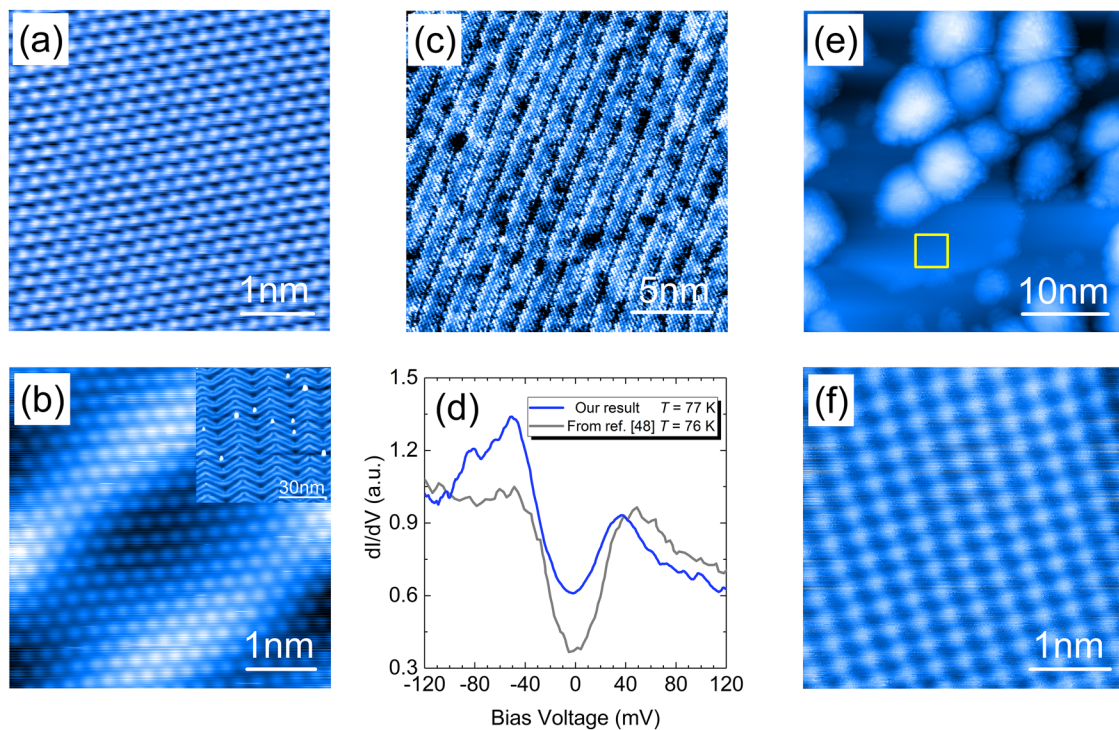 (a)
1nm
(c)
5nm
(e)
10nm
(b)
30nm
1nm
(d)
Our result T = 77 K
From ref. [48] T = 76 K
1.5
1.2
0.9
0.6
0.3
dI/dV (a.u.)
-120 -80 -40 0 40 80 120
Bias Voltage (mV)
(f)
1nm